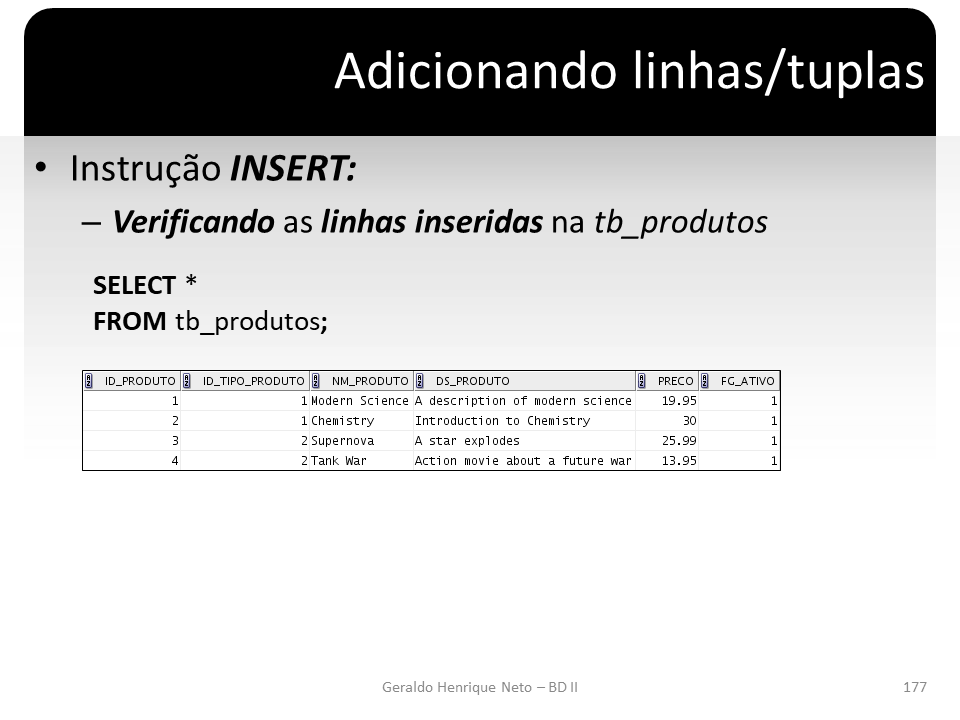 Adicionando linhas/tuplas
• Instrução INSERT:
– Verificando as linhas inseridas na tb_produtos
SELECT *
FROM tb_produtos;
ID_PRODUTO ID_TIPO_PRODUTO NM_PRODUTO DS_PRODUTO PRECO FG_ATIVO
1 1 Modern Science A description of modern science 19.95 1
2 1 Chemistry Introduction to Chemistry 30 1
3 2 Supernova A star explodes 25.99 1
4 2 Tank War Action movie about a future war 13.95 1
Geraldo Henrique Neto – BD II 177